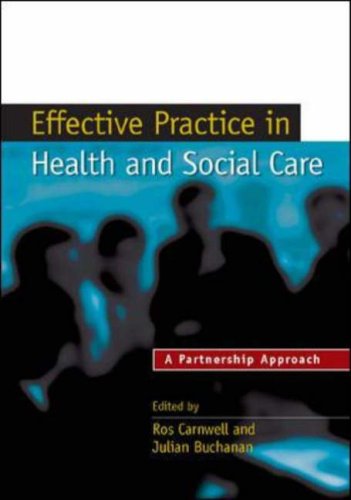 Effective Practice in
Health and Social Care
A Partnership Approach
Edited by
Ros Carnwell and
Julian Buchanan